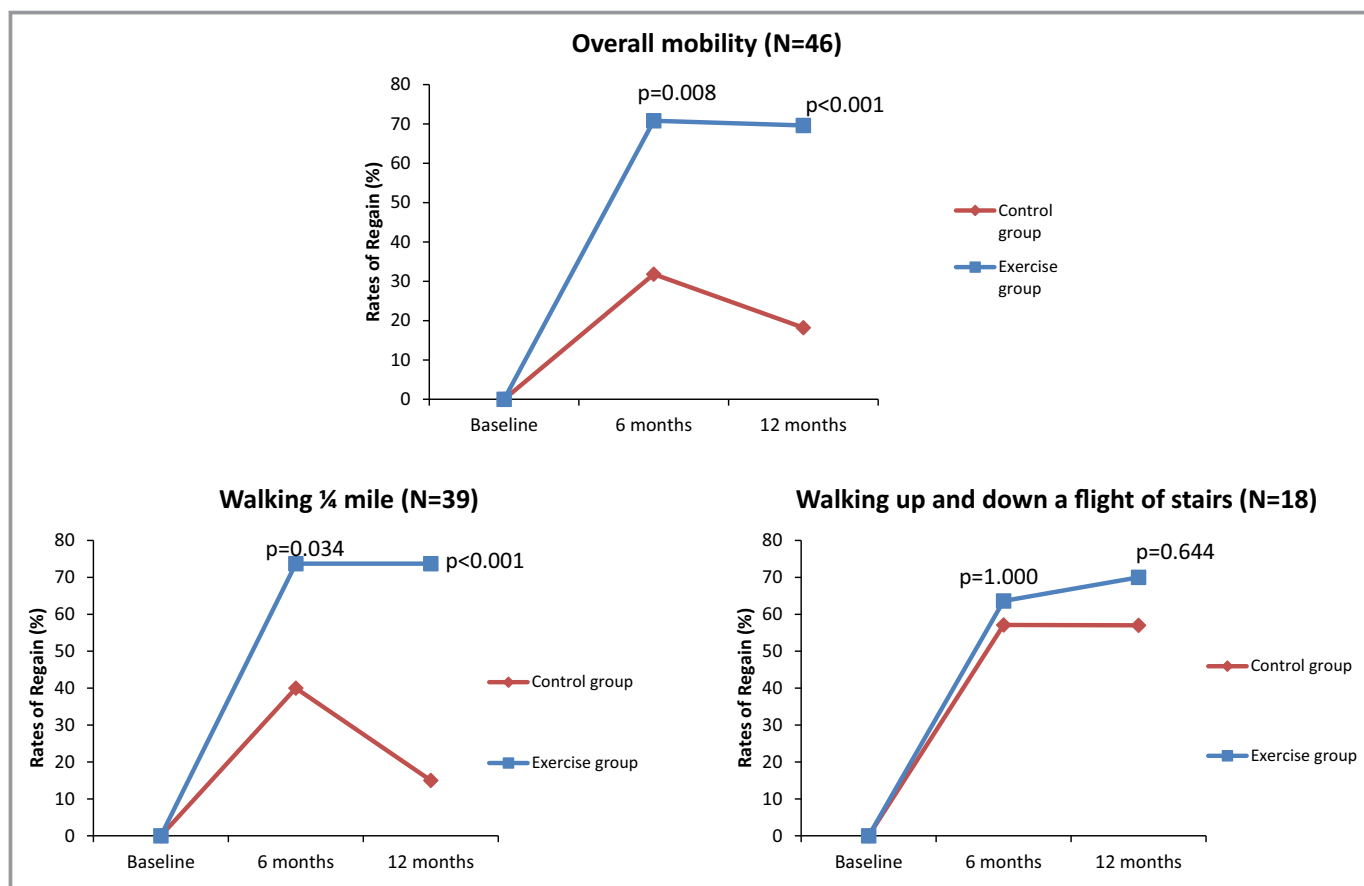 Overall mobility (N=46)
80
70
60
50
40
30
20
10
0
Rates of Regain (%)
p=0.008
p<0.001
Control
group
Exercise
group
Baseline
6 months
12 months
Walking ¼ mile (N=39)
80
70
60
50
40
30
20
10
0
Rates of Regain (%)
p=0.034
p<0.001
Control group
Exercise group
Baseline
6 months
12 months
Walking up and down a flight of stairs (N=18)
80
70
60
50
40
30
20
10
0
Rates of Regain (%)
p=1.000
p=0.644
Control group
Exercise group
Baseline
6 months
12 months